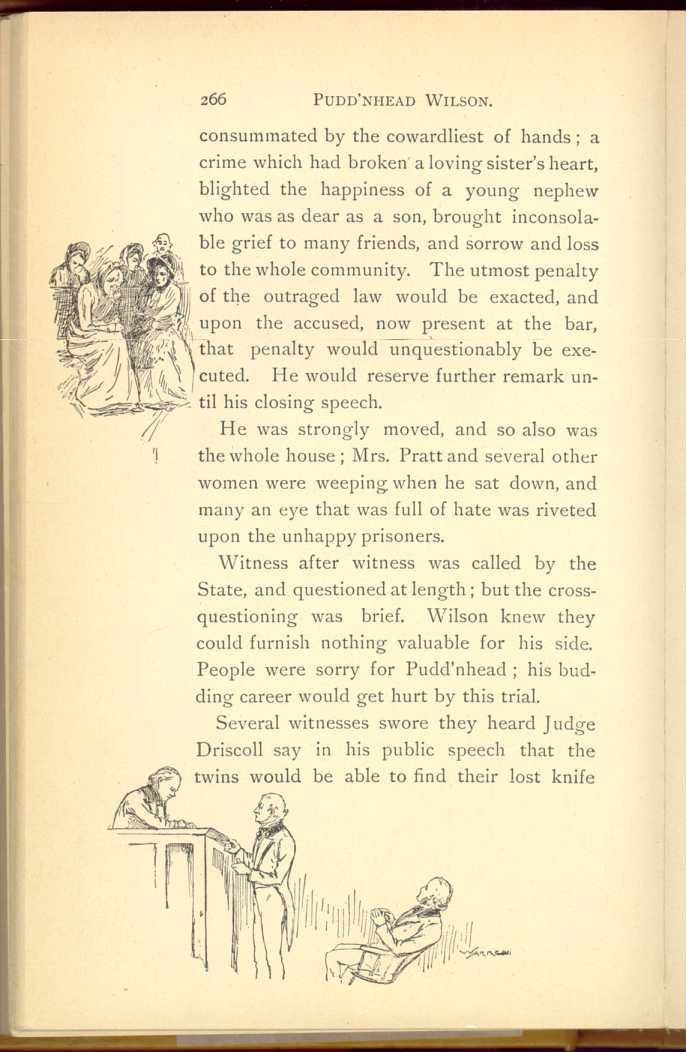 266 PUDD'NHEAD WILSON.
consummated by the cowardliest of hands; a
crime which had broken a loving sister's heart,
blighted the happiness of a young nephew
who was as dear as a son, brought inconsola-
ble grief to many friends, and sorrow and loss
to the whole community. The utmost penalty
of the outraged law would be exacted, and
upon the accused, now present at the bar,
that penalty would unquestionably be exe-
cuted. He would reserve further remark un-
til his closing speech.
He was strongly moved, and so also was
the whole house; Mrs. Pratt and several other
women were weeping when he sat down, and
many an eye that was full of hate was riveted
upon the unhappy prisoners.
Witness after witness was called by the
State, and questioned at length; but the cross-
questioning was brief. Wilson knew they
could furnish nothing valuable for his side.
People were sorry for Pudd'nhead; his bud-
ding career would get hurt by this trial.
Several witnesses swore they heard Judge
Driscoll say in his public speech that the
twins would be able to find their lost knife